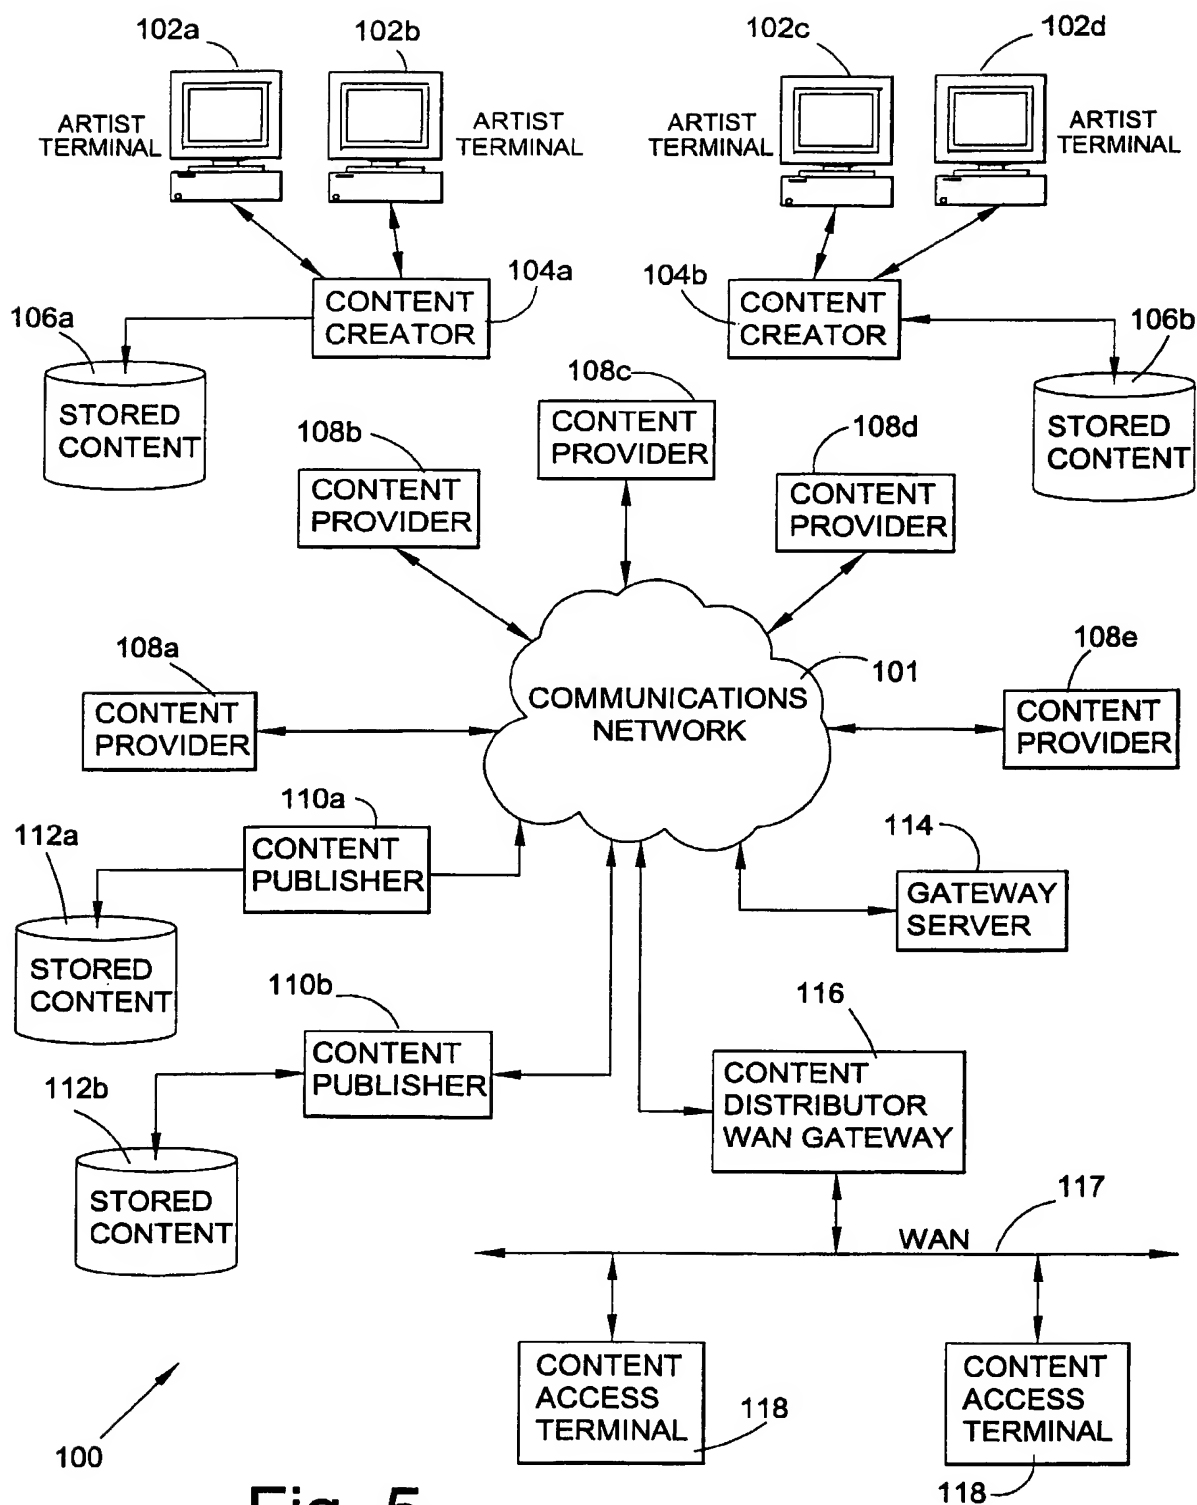 102a
102b
102c
102d
ARTIST
TERMINAL
ARTIST
TERMINAL
ARTIST
TERMINAL
ARTIST
TERMINAL
104a
CONTENT
CREATOR
104b
CONTENT
CREATOR
106a
STORED
CONTENT
106b
STORED
CONTENT
108c
CONTENT
PROVIDER
108b
CONTENT
PROVIDER
108d
CONTENT
PROVIDER
108a
CONTENT
PROVIDER
101
COMMUNICATIONS
NETWORK
108e
CONTENT
PROVIDER
110a
CONTENT
PUBLISHER
112a
STORED
CONTENT
114
GATEWAY
SERVER
110b
CONTENT
PUBLISHER
112b
STORED
CONTENT
116
CONTENT
DISTRIBUTOR
WAN GATEWAY
117
WAN
CONTENT
ACCESS
TERMINAL
118
CONTENT
ACCESS
TERMINAL
118
100
Fig. 5